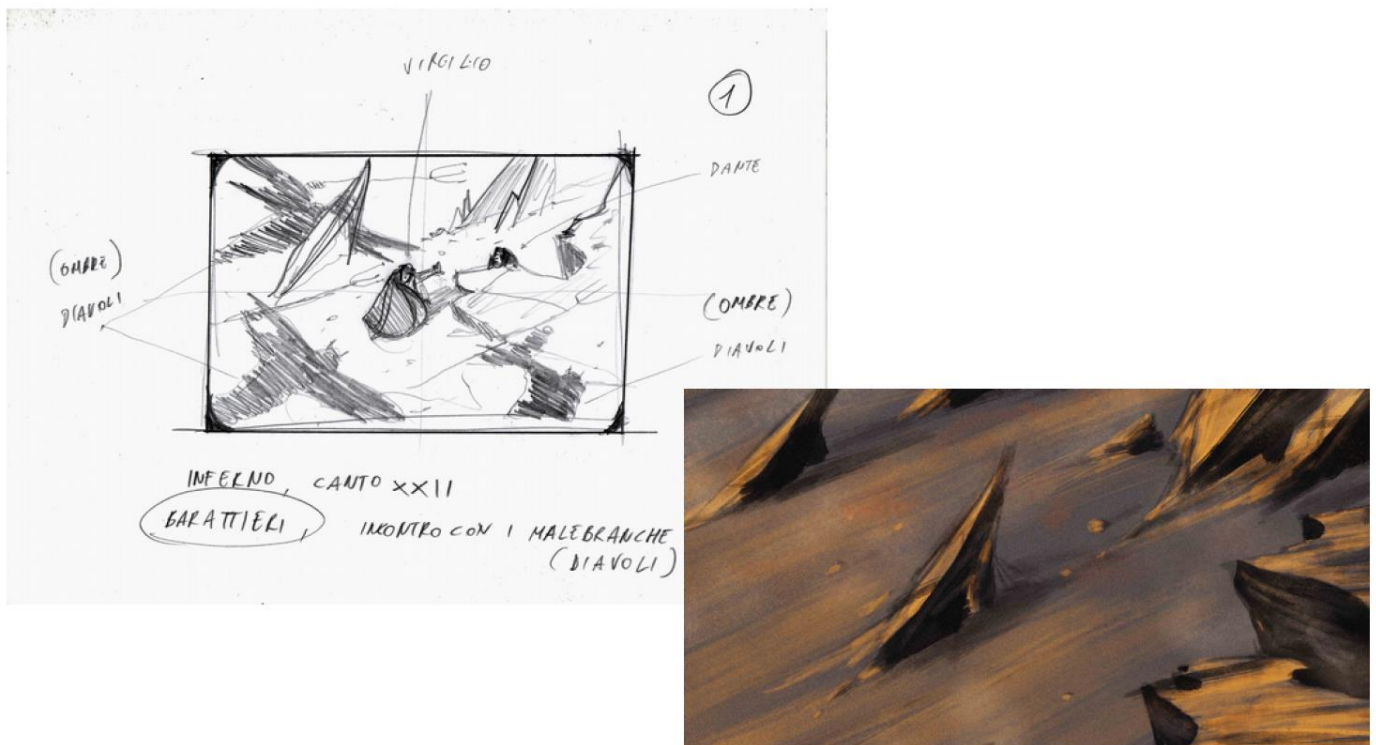 VIRGILIO
1
DANTE
(OMBRE)
DIAVOLI
(OMBRE)
DIAVOLI
INFERNO, CANTO XXII
BARATTIERI, INCONTRO CON I MALEBRANCHE
(DIAVOLI)